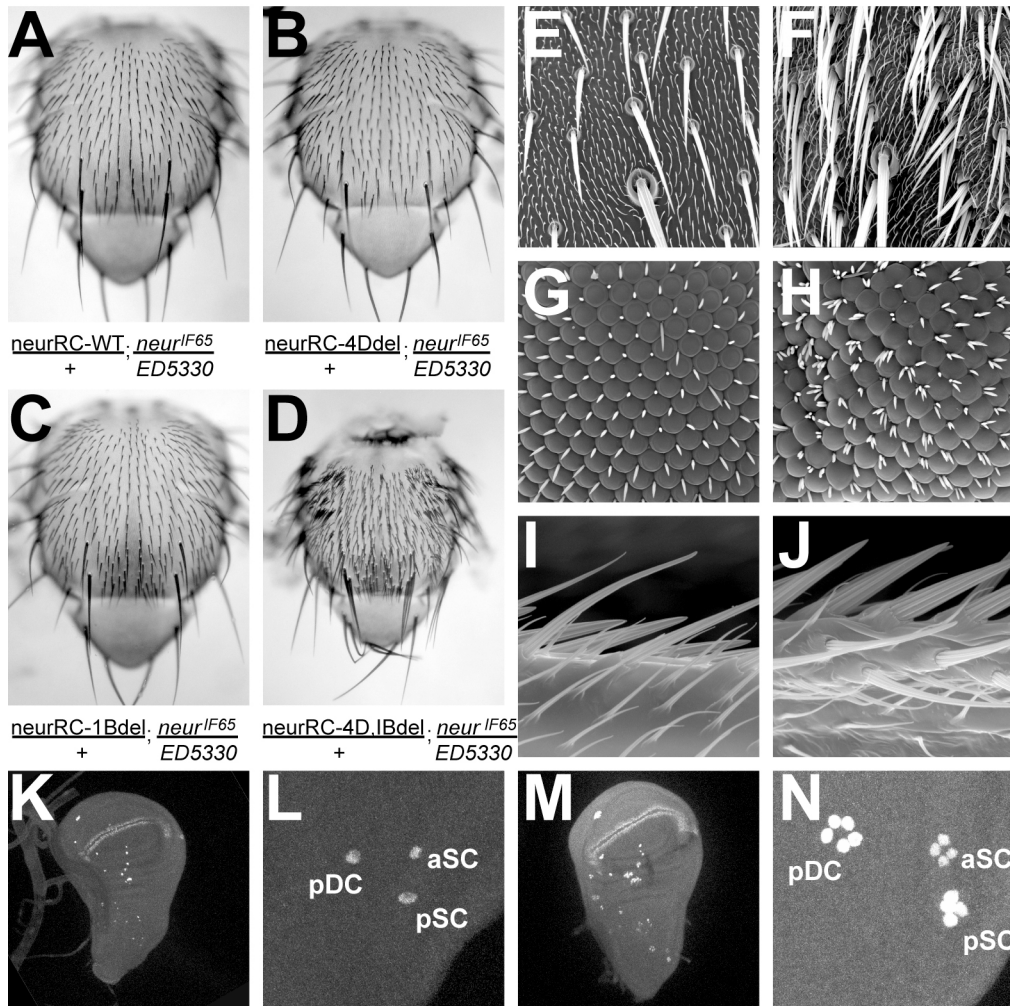 A
B
E
F
neurRC-WT ; neur^IF65
+ ED5330
neurRC-4Ddel ; neur^IF65
+ ED5330
G
H
C
D
I
J
neurRC-1Bdel ; neur^IF65
+ ED5330
neurRC-4D,IBdel ; neur^IF65
+ ED5330
K
L
pDC
aSC
pSC
M
N
pDC
aSC
pSC